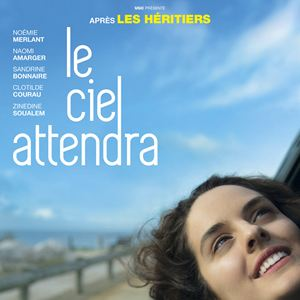 UGC PRÉSENTE
APRÈS LES HÉRITIERS
NOÉMIE
MERLANT
NAOMI
AMARGER
SANDRINE
BONNAIRE
CLOTILDE
COURAU
ZINEDINE
SOUALEM
le
ciel
attendra